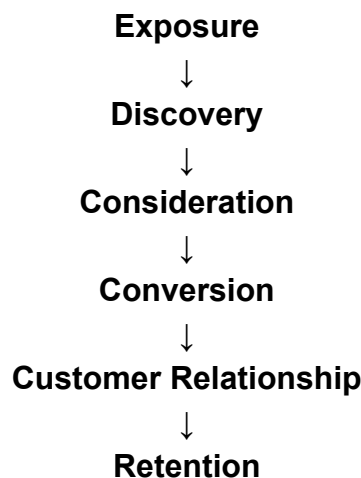 Exposure
↓
Discovery
↓
Consideration
↓
Conversion
↓
Customer Relationship
↓
Retention